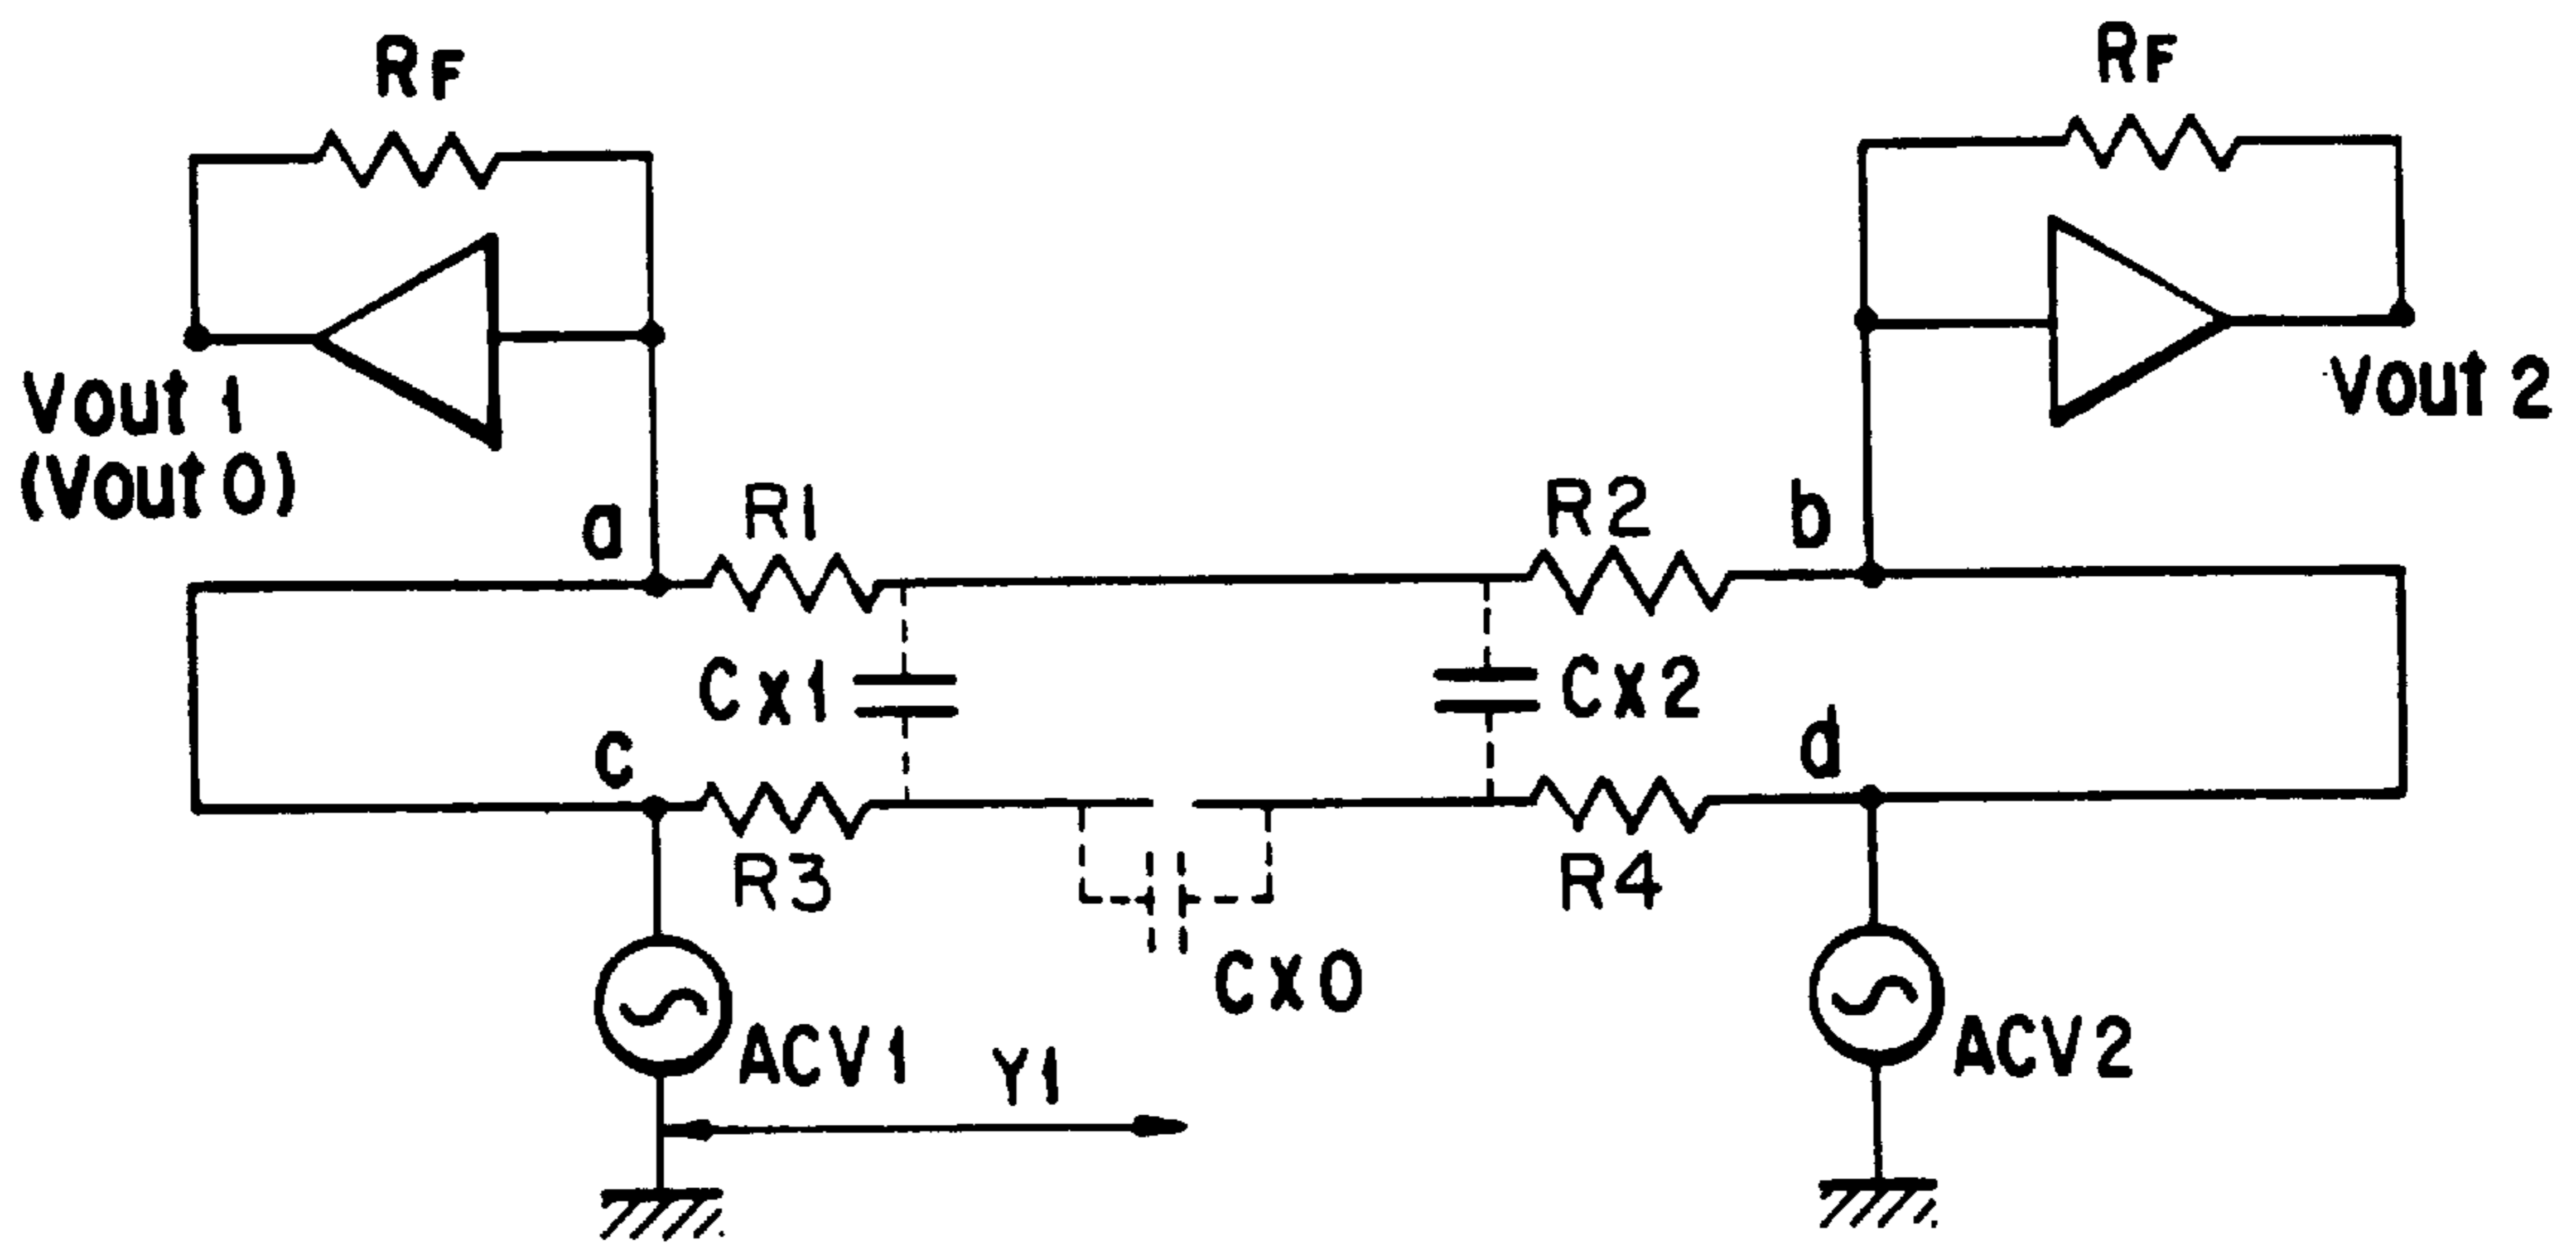 RF
RF
Vout 1
(Vout 0)
Vout 2
a
R1
R2
b
Cx1
Cx2
c
d
R3
R4
Cx0
ACV1
Y1
ACV2